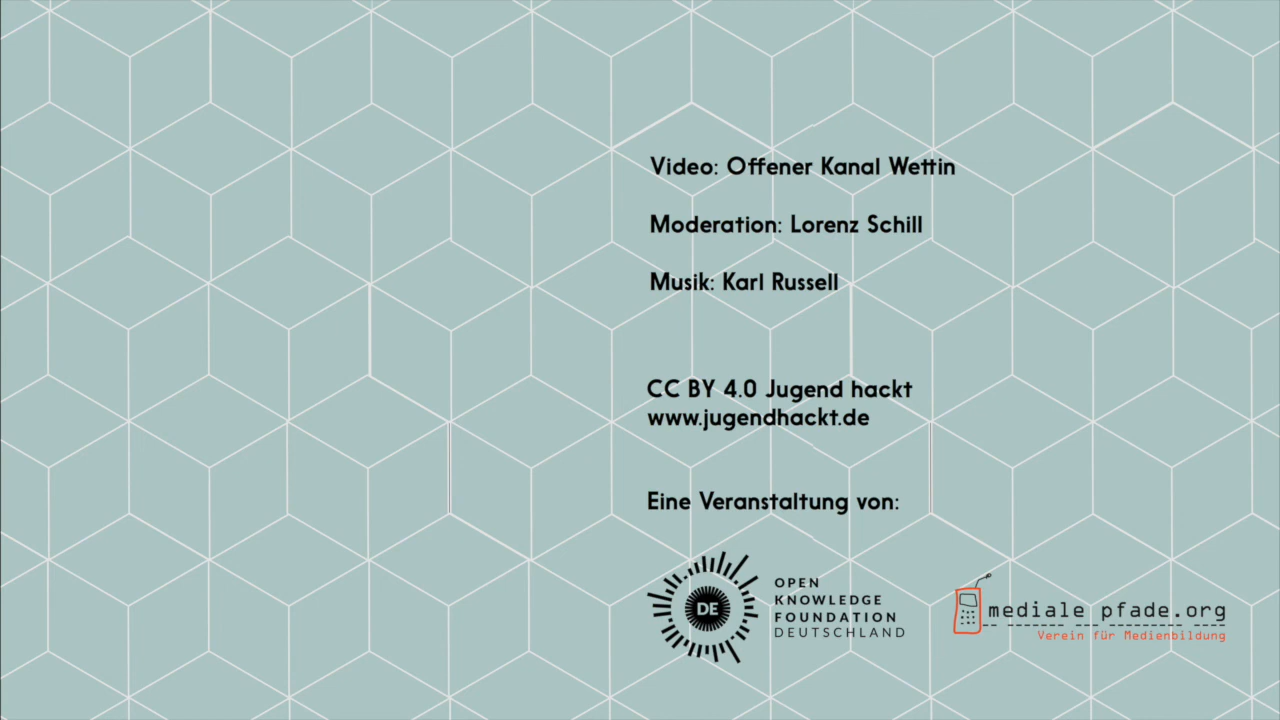 Video: Offener Kanal Wettin
Moderation: Lorenz Schill
Musik: Karl Russell
CC BY 4.0 Jugend hackt
www.jugendhackt.de
Eine Veranstaltung von:
DE
OPEN
KNOWLEDGE
FOUNDATION
DEUTSCHLAND
mediale pfade.org
Verein für Medienbildung